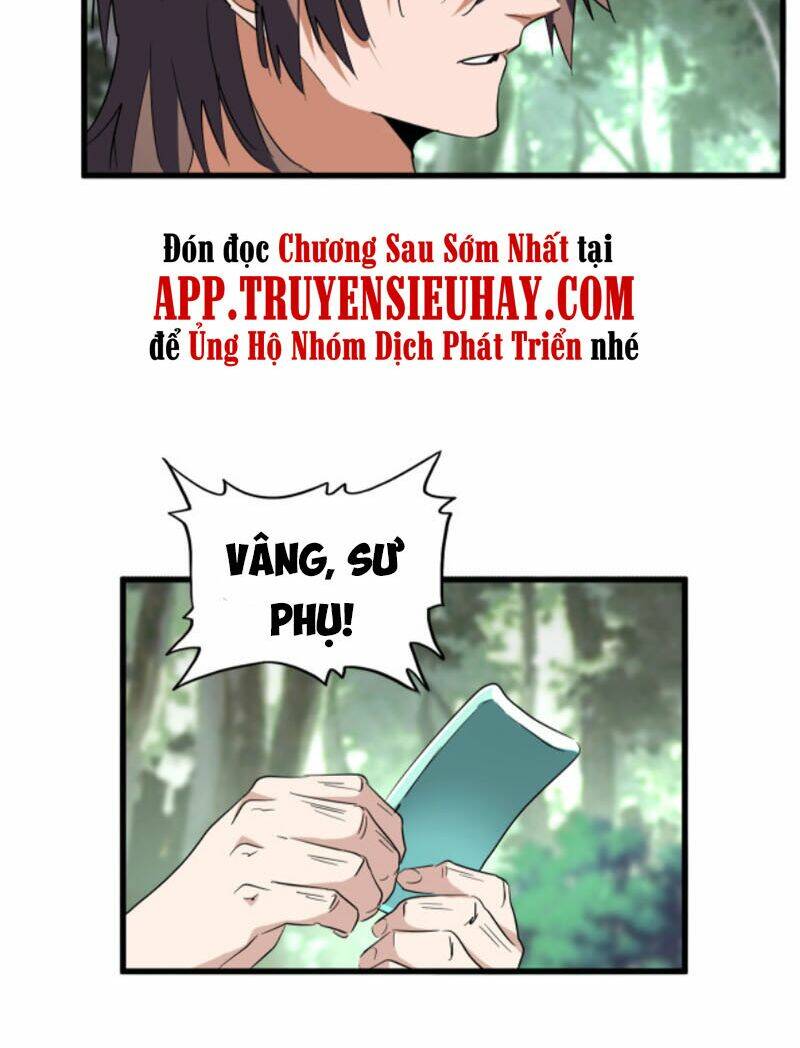 Đón đọc Chương Sau Sớm Nhất tại
APP.TRUYENSIEUHAY.COM
để Ủng Hộ Nhóm Dịch Phát Triển nhé
VÂNG, SƯ
PHỤ!